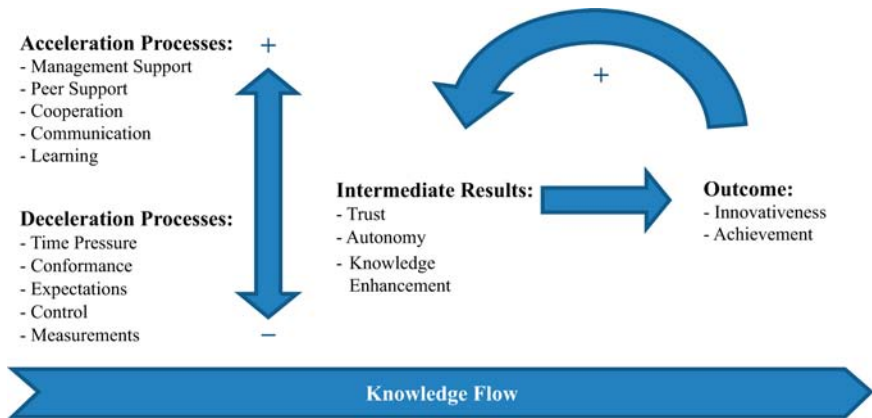 Acceleration Processes:
+
- Management Support
- Peer Support
- Cooperation
- Communication
- Learning
+
Intermediate Results:
- Trust
- Autonomy
- Knowledge
Enhancement
Outcome:
- Innovativeness
- Achievement
Deceleration Processes:
- Time Pressure
- Conformance
- Expectations
- Control
- Measurements
−
Knowledge Flow